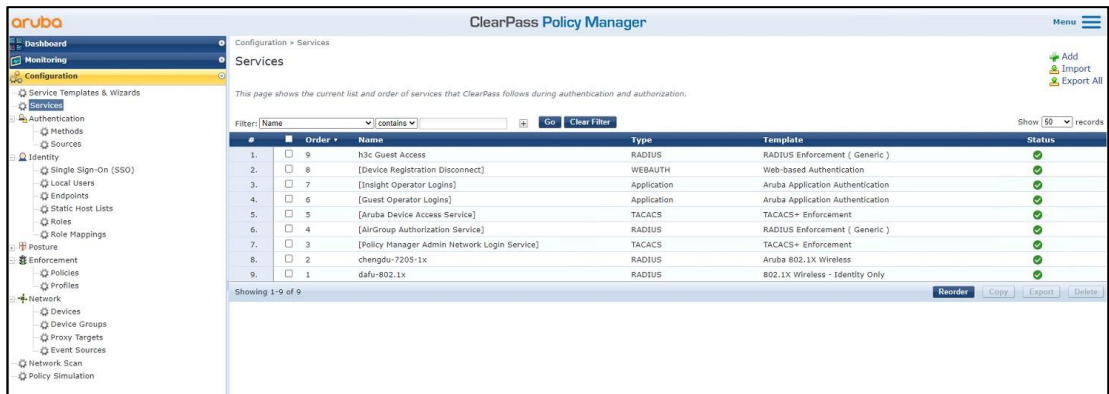 aruba
ClearPass Policy Manager
Menu
Dashboard
Monitoring
Configuration
Service Templates & Wizards
Services
Authentication
Methods
Sources
Identity
Single Sign-On (SSO)
Local Users
Endpoints
Static Host Lists
Roles
Role Mappings
Posture
Enforcement
Policies
Profiles
Network
Devices
Device Groups
Proxy Targets
Event Sources
Network Scan
Policy Simulation
Configuration » Services
Services
Add
Import
Export All
This page shows the current list and order of services that ClearPass follows during authentication and authorization.
Filter: Name contains + Go Clear Filter Show 50 records
# Order Name Type Template Status
1. 9 h3c Guest Access RADIUS RADIUS Enforcement ( Generic )
2. 8 [Device Registration Disconnect] WEBAUTH Web-based Authentication
3. 7 [Insight Operator Logins] Application Aruba Application Authentication
4. 6 [Guest Operator Logins] Application Aruba Application Authentication
5. 5 [Aruba Device Access Service] TACACS TACACS+ Enforcement
6. 4 [AirGroup Authorization Service] RADIUS RADIUS Enforcement ( Generic )
7. 3 [Policy Manager Admin Network Login Service] TACACS TACACS+ Enforcement
8. 2 chengdu-7205-1x RADIUS Aruba 802.1X Wireless
9. 1 dafu-802.1x RADIUS 802.1X Wireless - Identity Only
Showing 1-9 of 9 Reorder Copy Export Delete